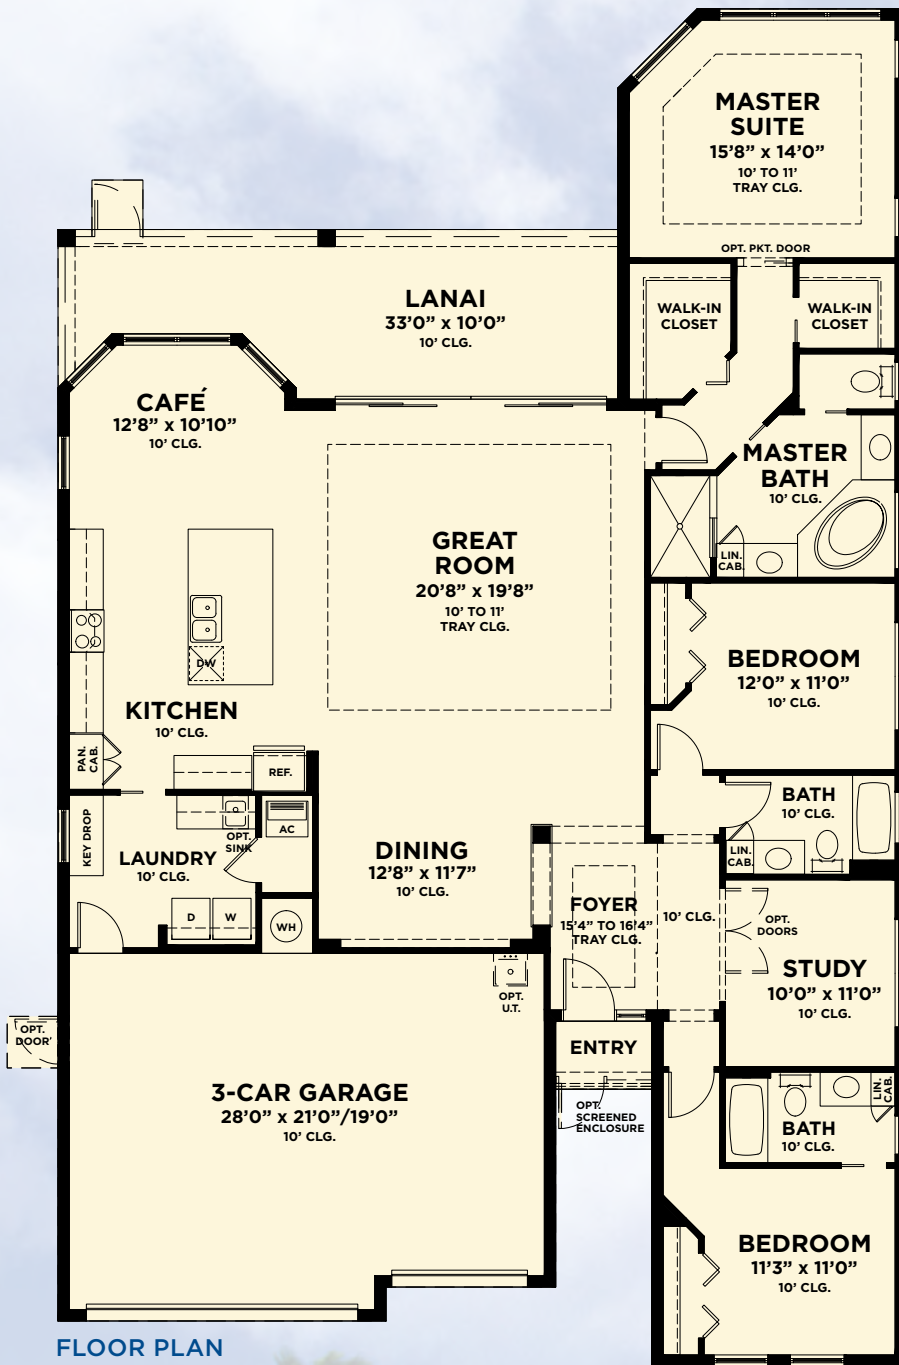 MASTER
SUITE
15’8” x 14’0”
10’ TO 11’
TRAY CLG.
OPT. PKT. DOOR
WALK-IN
CLOSET
WALK-IN
CLOSET
LANAI
33’0” x 10’0”
10’ CLG.
CAFÉ
12’8” x 10’10”
10’ CLG.
MASTER
BATH
10’ CLG.
LIN.
CAB.
GREAT
ROOM
20’8” x 19’8”
10’ TO 11’
TRAY CLG.
DW
KITCHEN
10’ CLG.
PAN.
CAB.
REF.
BEDROOM
12’0” x 11’0”
10’ CLG.
BATH
10’ CLG.
LIN.
CAB.
KEY DROP
OPT.
SINK
AC
LAUNDRY
10’ CLG.
D
W
WH
DINING
12’8” x 11’7”
10’ CLG.
FOYER
15’4” TO 16’4”
TRAY CLG.
10’ CLG.
OPT.
DOORS
STUDY
10’0” x 11’0”
10’ CLG.
OPT.
U.T.
OPT.
DOOR
ENTRY
OPT.
SCREENED
ENCLOSURE
3-CAR GARAGE
28’0” x 21’0”/19’0”
10’ CLG.
LIN.
CAB.
BATH
10’ CLG.
BEDROOM
11’3” x 11’0”
10’ CLG.
FLOOR PLAN